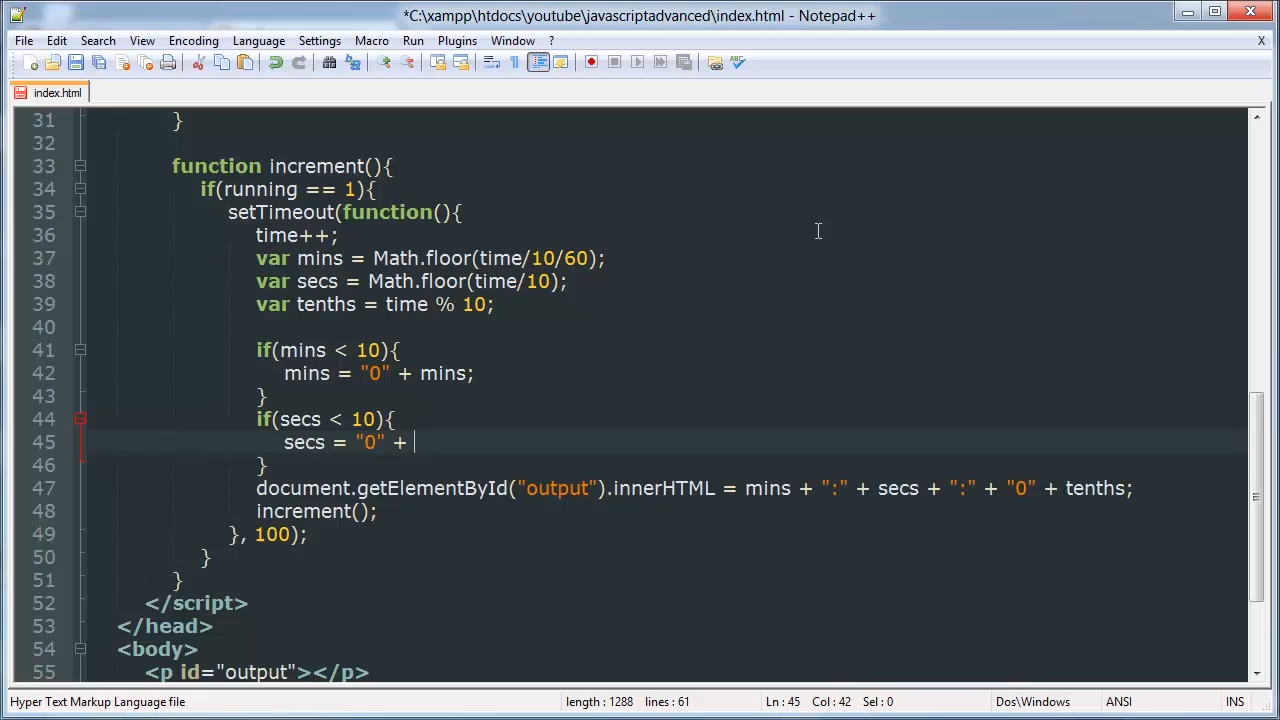 *C:\xampp\htdocs\youtube\javascriptadvanced\index.html - Notepad++
File Edit Search View Encoding Language Settings Macro Run Plugins Window ? X
index.html
31 }
32
33 function increment(){
34 if(running == 1){
35 setTimeout(function(){
36 time++;
37 var mins = Math.floor(time/10/60);
38 var secs = Math.floor(time/10);
39 var tenths = time % 10;
40
41 if(mins < 10){
42 mins = "0" + mins;
43 }
44 if(secs < 10){
45 secs = "0" +
46 }
47 document.getElementById("output").innerHTML = mins + ":" + secs + ":" + "0" + tenths;
48 increment();
49 }, 100);
50 }
51 }
52 </script>
53 </head>
54 <body>
55 <p id="output"></p>
Hyper Text Markup Language file length : 1288 lines : 61 Ln : 45 Col : 42 Sel : 0 Dos\Windows ANSI INS